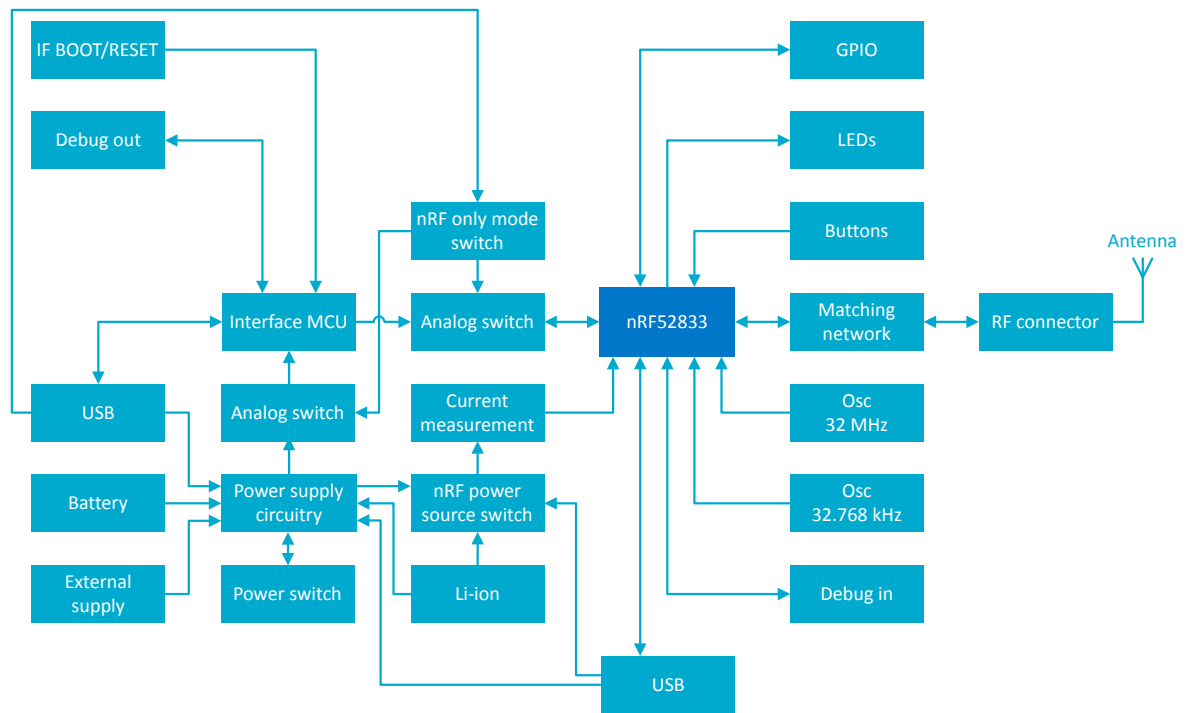 IF BOOT/RESET
GPIO
Debug out
LEDs
nRF only mode
switch
Buttons
Antenna
Interface MCU
Analog switch
nRF52833
Matching
network
RF connector
USB
Analog switch
Current
measurement
Osc
32 MHz
Battery
Power supply
circuitry
nRF power
source switch
Osc
32.768 kHz
External
supply
Power switch
Li-ion
Debug in
USB